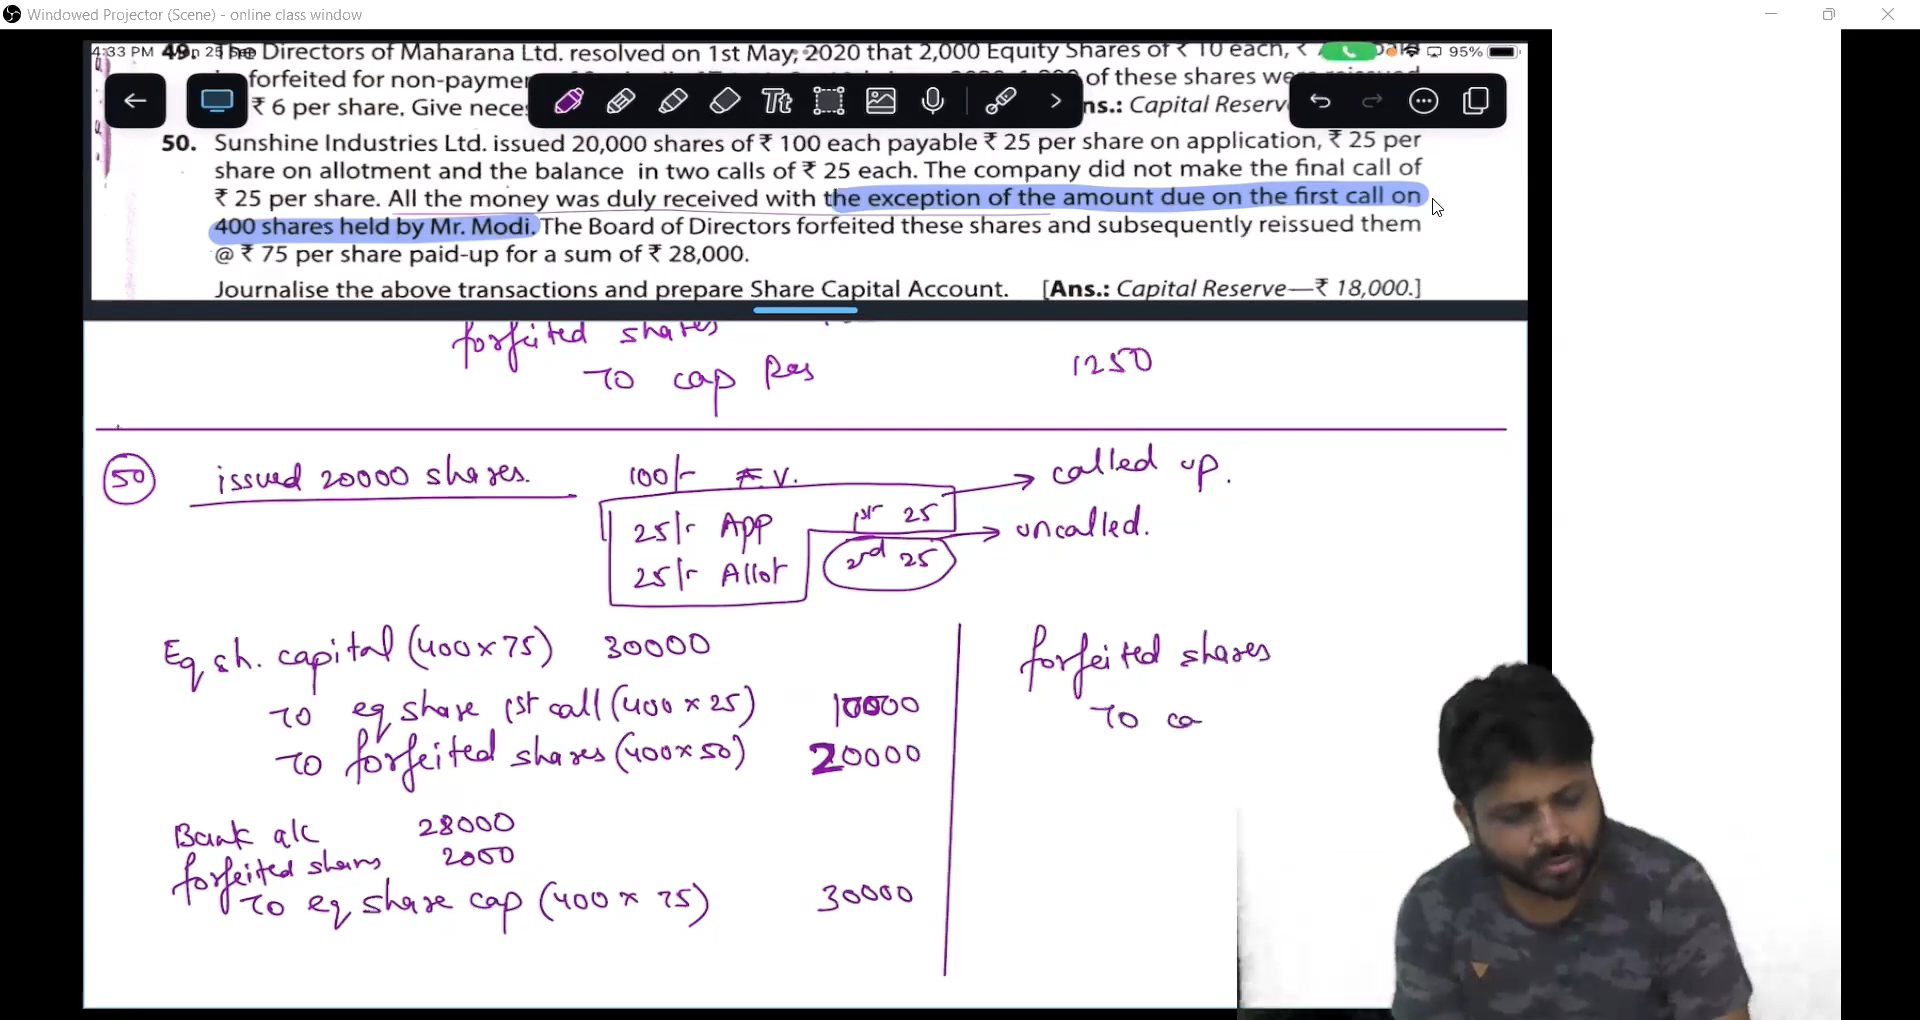 Windowed Projector (Scene) - online class window
4:33 PM Mon 25 Sep 95%
49. The Directors of Maharana Ltd. resolved on 1st May, 2020 that 2,000 Equity Shares of ₹ 10 each, ₹
forfeited for non-paymen of these shares were reissued
₹ 6 per share. Give nece ns.: Capital Reserv
Tt
50. Sunshine Industries Ltd. issued 20,000 shares of ₹ 100 each payable ₹ 25 per share on application, ₹ 25 per
share on allotment and the balance in two calls of ₹ 25 each. The company did not make the final call of
₹ 25 per share. All the money was duly received with the exception of the amount due on the first call on
400 shares held by Mr. Modi. The Board of Directors forfeited these shares and subsequently reissued them
@ ₹ 75 per share paid-up for a sum of ₹ 28,000.
Journalise the above transactions and prepare Share Capital Account. [Ans.: Capital Reserve—₹ 18,000.]
forfeited shares
To cap Res 1250
50 issued 20000 shares. 100/- F.V. called up.
25/- App 1st 25
uncalled.
25/- Allot 2nd 25
Eq sh. capital (400 x 75) 30000
To eq share 1st call (400 x 25) 10000
To forfeited shares (400 x 50) 20000
Bank a/c 28000
forfeited shares 2000
To eq share cap (400 x 75) 30000
forfeited shares
To ca